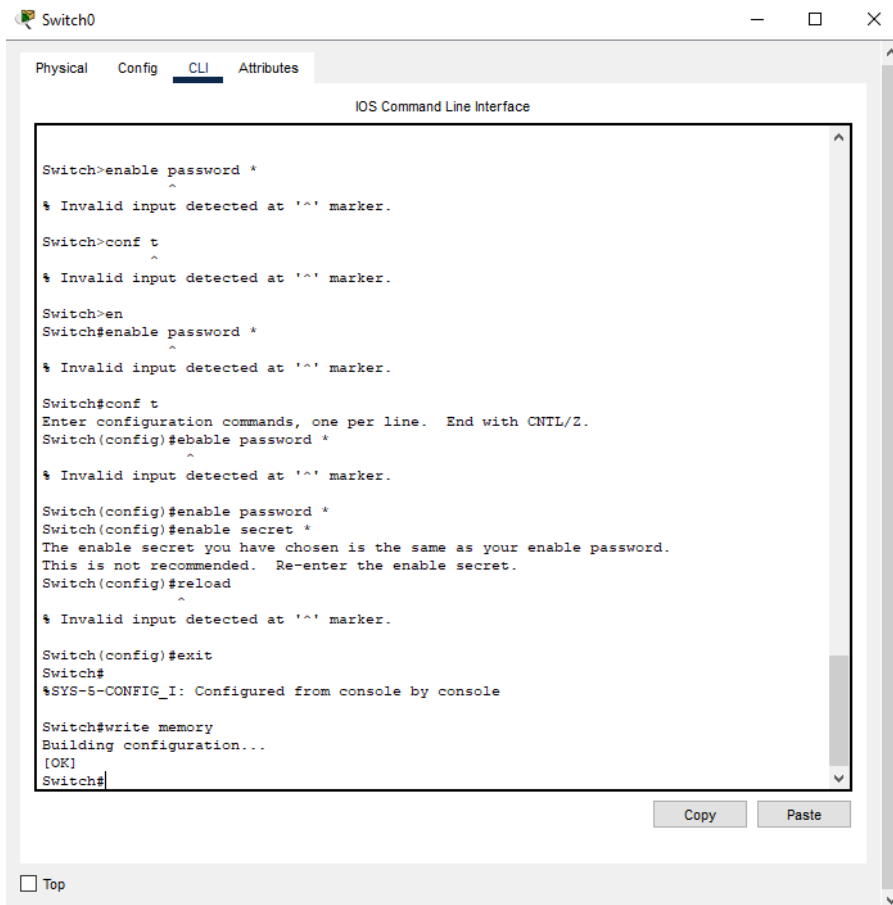 Switch0
Physical Config CLI Attributes
IOS Command Line Interface
Switch>enable password *
^
% Invalid input detected at '^' marker.
Switch>conf t
^
% Invalid input detected at '^' marker.
Switch>en
Switch#enable password *
^
% Invalid input detected at '^' marker.
Switch#conf t
Enter configuration commands, one per line.  End with CNTL/Z.
Switch(config)#ebable password *
^
% Invalid input detected at '^' marker.
Switch(config)#enable password *
Switch(config)#enable secret *
The enable secret you have chosen is the same as your enable password.
This is not recommended.  Re-enter the enable secret.
Switch(config)#reload
^
% Invalid input detected at '^' marker.
Switch(config)#exit
Switch#
%SYS-5-CONFIG_I: Configured from console by console
Switch#write memory
Building configuration...
[OK]
Switch#
Copy Paste
Top